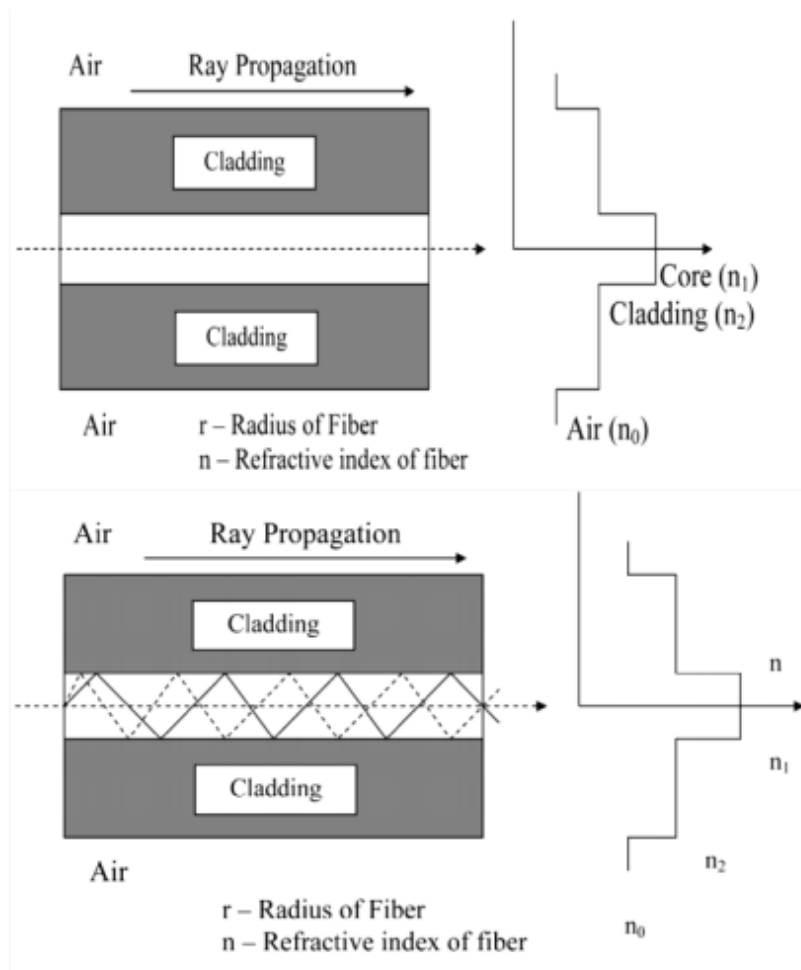 Air
Ray Propagation
Cladding
Cladding
Core (n₁)
Cladding (n₂)
Air
Air (n₀)
r – Radius of Fiber
n – Refractive index of fiber
Air
Ray Propagation
Cladding
n
n₁
Cladding
n₂
Air
r – Radius of Fiber
n₀
n – Refractive index of fiber